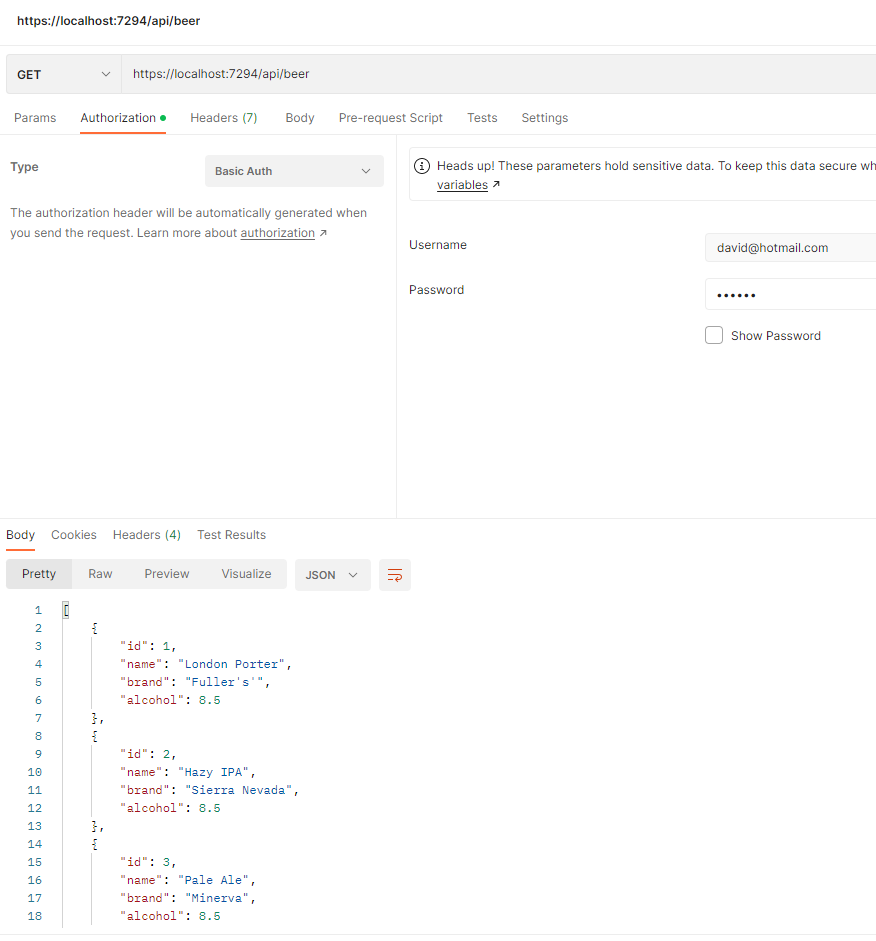 https://localhost:7294/api/beer
GET https://localhost:7294/api/beer
Params Authorization Headers (7) Body Pre-request Script Tests Settings
Type Basic Auth
The authorization header will be automatically generated when
you send the request. Learn more about authorization ↗
Heads up! These parameters hold sensitive data. To keep this data secure wh
variables ↗
Username david@hotmail.com
Password ••••••
Show Password
Body Cookies Headers (4) Test Results
Pretty Raw Preview Visualize JSON
1 [
2 {
3 "id": 1,
4 "name": "London Porter",
5 "brand": "Fuller's'",
6 "alcohol": 8.5
7 },
8 {
9 "id": 2,
10 "name": "Hazy IPA",
11 "brand": "Sierra Nevada",
12 "alcohol": 8.5
13 },
14 {
15 "id": 3,
16 "name": "Pale Ale",
17 "brand": "Minerva",
18 "alcohol": 8.5